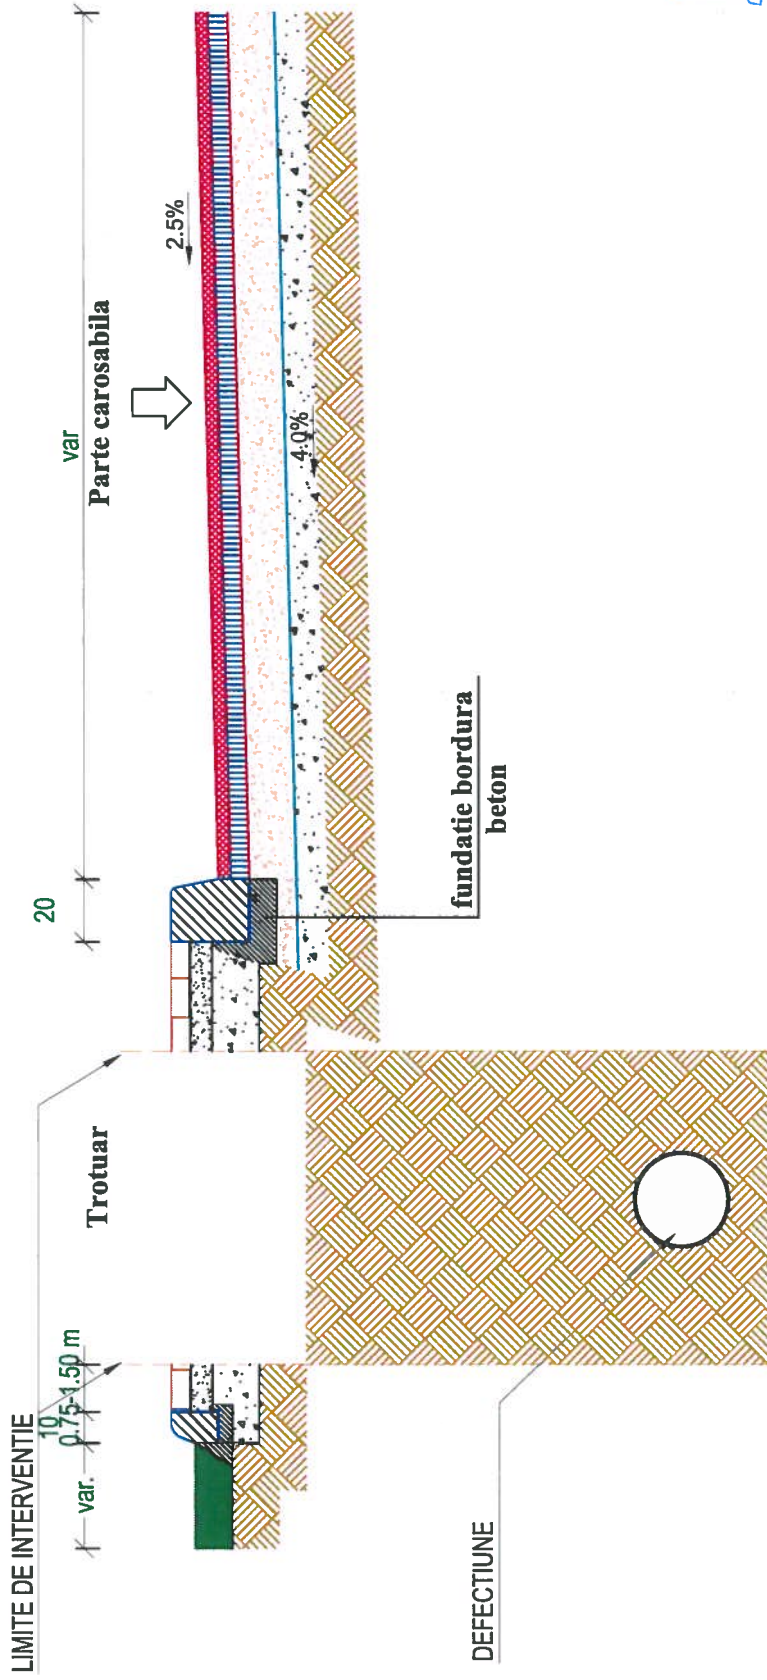 LIMITE DE INTERVENTIE
var.
10
0.75-1.50 m
Trotuar
20
var
Parte carosabila
2.5%
4.0%
fundatie bordura
beton
DEFECTIUNE